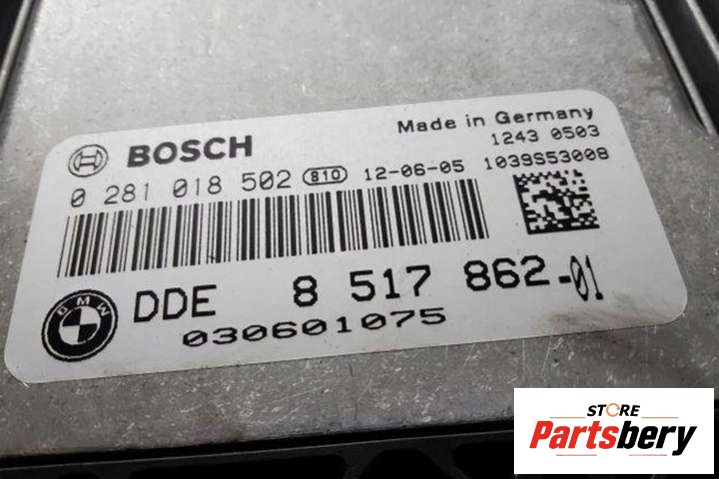 BOSCH
Made in Germany
1243 0503
0 281 018 502 810 12-06-05 1039S53008
BMW
DDE 8 517 862-01
030601075
STORE
Partsbery